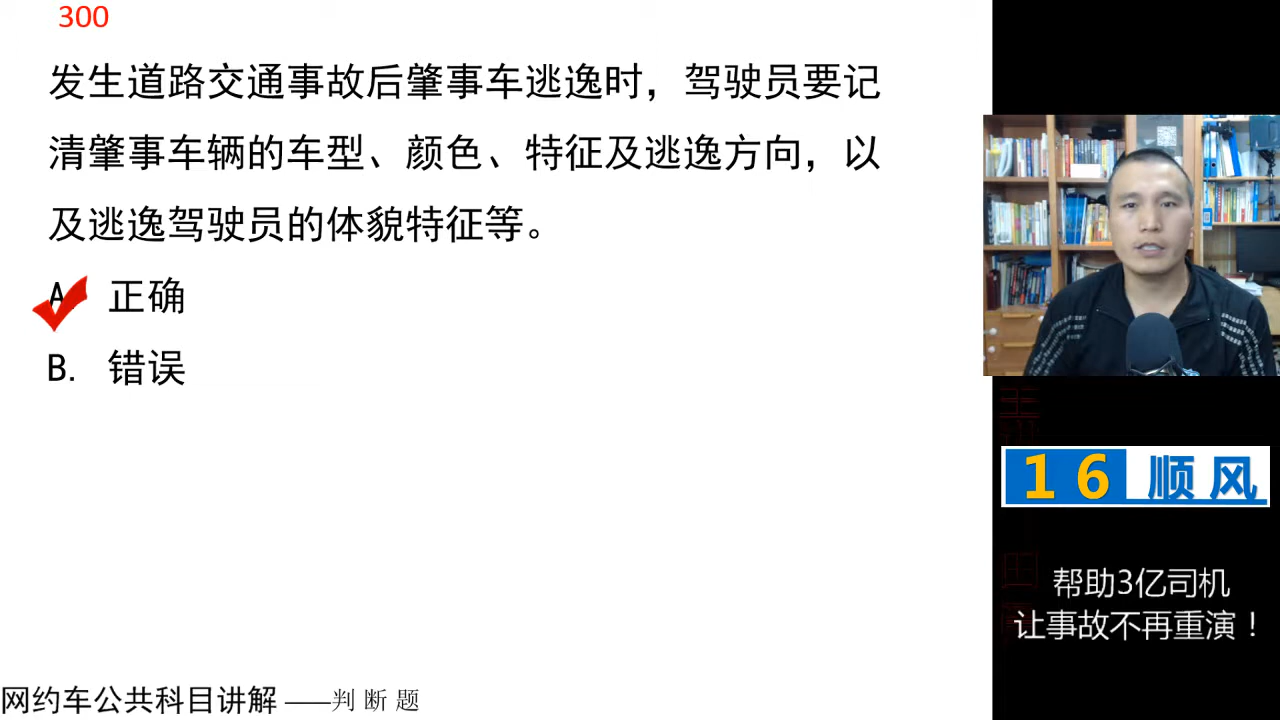 300
发生道路交通事故后肇事车逃逸时，驾驶员要记
清肇事车辆的车型、颜色、特征及逃逸方向，以
及逃逸驾驶员的体貌特征等。
A. 正确
B. 错误
16顺风
帮助3亿司机
让事故不再重演！
网约车公共科目讲解 ——判断题